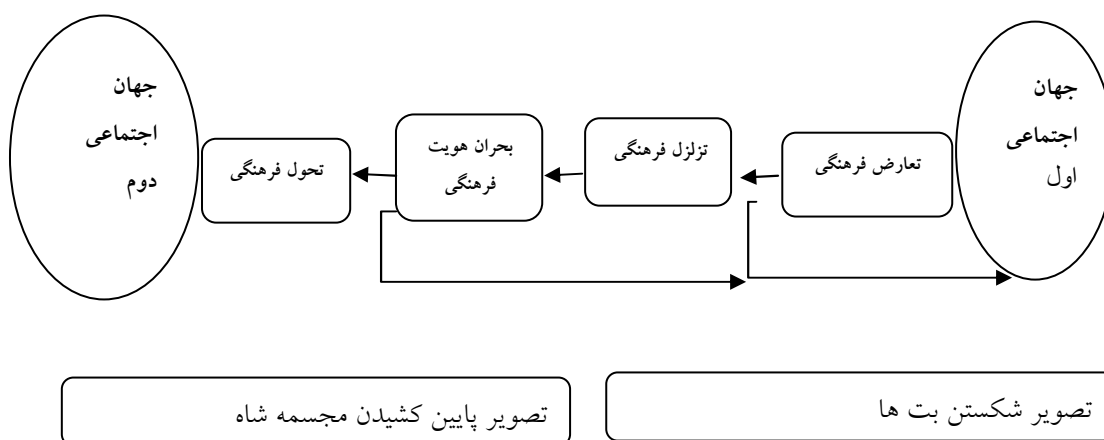 جهان
اجتماعی
اول
تعارض فرهنگی
تزلزل فرهنگی
بحران هویت
فرهنگی
تحول فرهنگی
جهان
اجتماعی
دوم
تصویر شکستن بت ها
تصویر پایین کشیدن مجسمه شاه